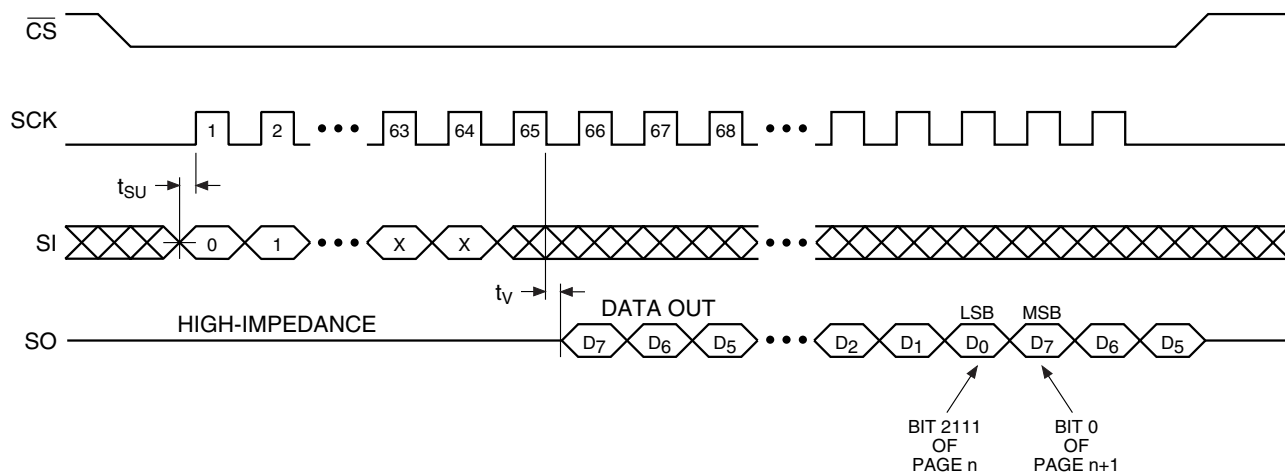 CS
SCK 1 2 ••• 63 64 65 66 67 68 •••
tSU
SI 0 1 ••• X X •••
tV
HIGH-IMPEDANCE DATA OUT LSB MSB
SO D7 D6 D5 ••• D2 D1 D0 D7 D6 D5
BIT 2111 BIT 0
OF OF
PAGE n PAGE n+1